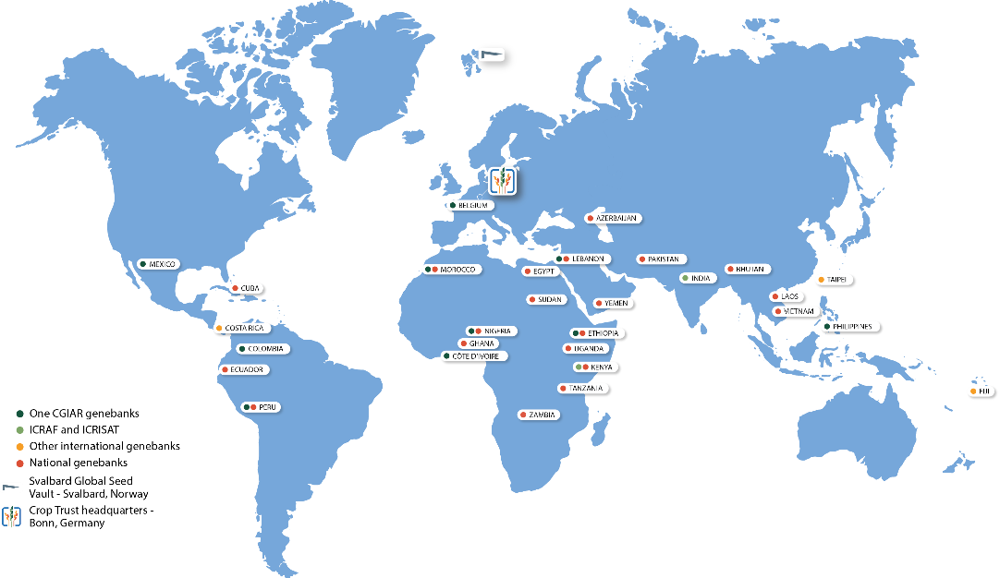 BELGIUM
AZERBAIJAN
MEXICO
MOROCCO
EGYPT
LEBANON
PAKISTAN
BHUTAN
INDIA
TAIPEI
CUBA
SUDAN
YEMEN
LAOS
VIETNAM
COSTA RICA
NIGERIA
ETHIOPIA
PHILIPPINES
COLOMBIA
GHANA
UGANDA
CÔTE D'IVOIRE
ECUADOR
KENYA
TANZANIA
FIJI
PERU
ZAMBIA
One CGIAR genebanks
ICRAF and ICRISAT
Other international genebanks
National genebanks
Svalbard Global Seed
Vault - Svalbard, Norway
Crop Trust headquarters -
Bonn, Germany